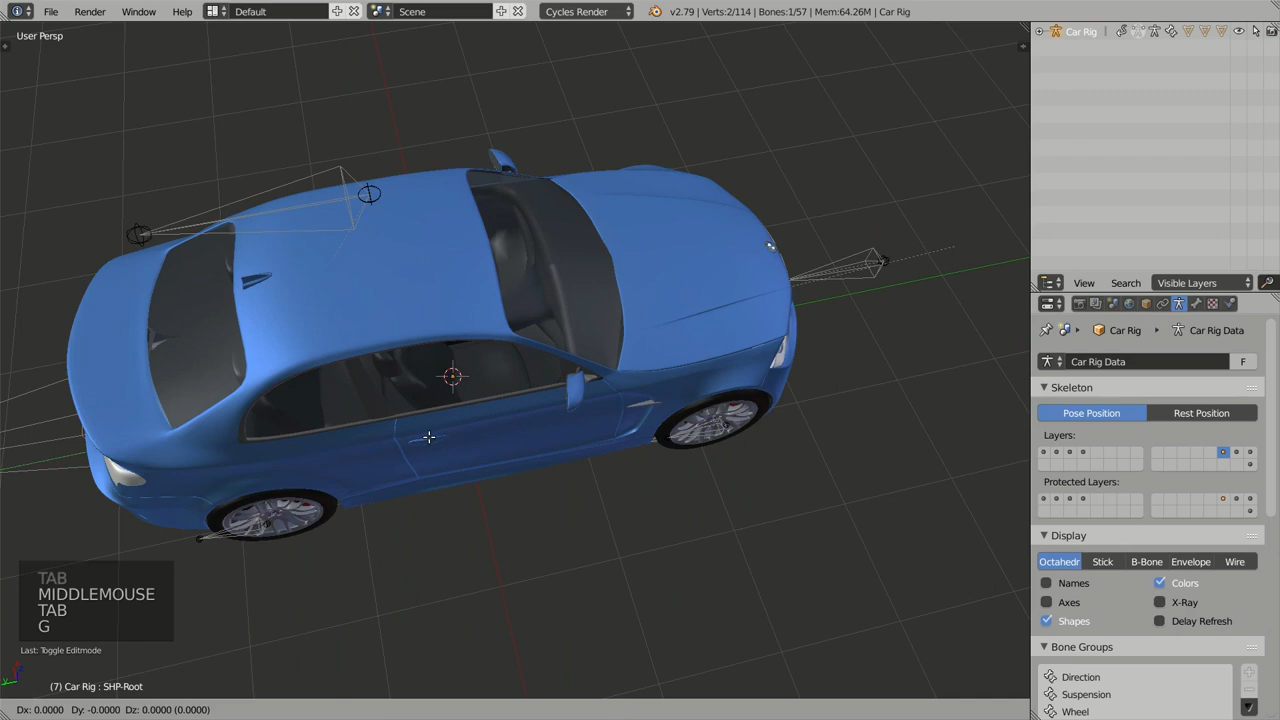 File Render Window Help Default Scene Cycles Render v2.79 | Verts:2/114 | Bones:1/57 | Mem:64.26M | Car Rig
User Persp
Car Rig
View Search Visible Layers
Car Rig Car Rig Data
Car Rig Data F
Skeleton
Pose Position Rest Position
Layers:
Protected Layers:
Display
Octahedr Stick B-Bone Envelope Wire
Names Colors
Axes X-Ray
Shapes Delay Refresh
Bone Groups
Direction
Suspension
Wheel
TAB
MIDDLEMOUSE
TAB
G
Last: Toggle Editmode
(7) Car Rig : SHP-Root
Dx: 0.0000 Dy: -0.0000 Dz: 0.0000 (0.0000)